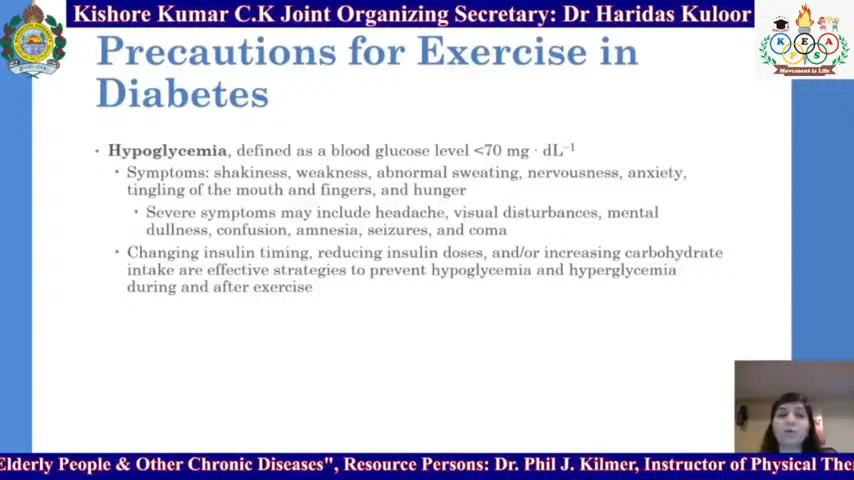 Kishore Kumar C.K Joint Organizing Secretary: Dr Haridas Kuloor
K E A
P S
Movement is Life
Precautions for Exercise in
Diabetes
• Hypoglycemia, defined as a blood glucose level <70 mg · dL⁻¹
• Symptoms: shakiness, weakness, abnormal sweating, nervousness, anxiety,
tingling of the mouth and fingers, and hunger
• Severe symptoms may include headache, visual disturbances, mental
dullness, confusion, amnesia, seizures, and coma
• Changing insulin timing, reducing insulin doses, and/or increasing carbohydrate
intake are effective strategies to prevent hypoglycemia and hyperglycemia
during and after exercise
Elderly People & Other Chronic Diseases", Resource Persons: Dr. Phil J. Kilmer, Instructor of Physical The